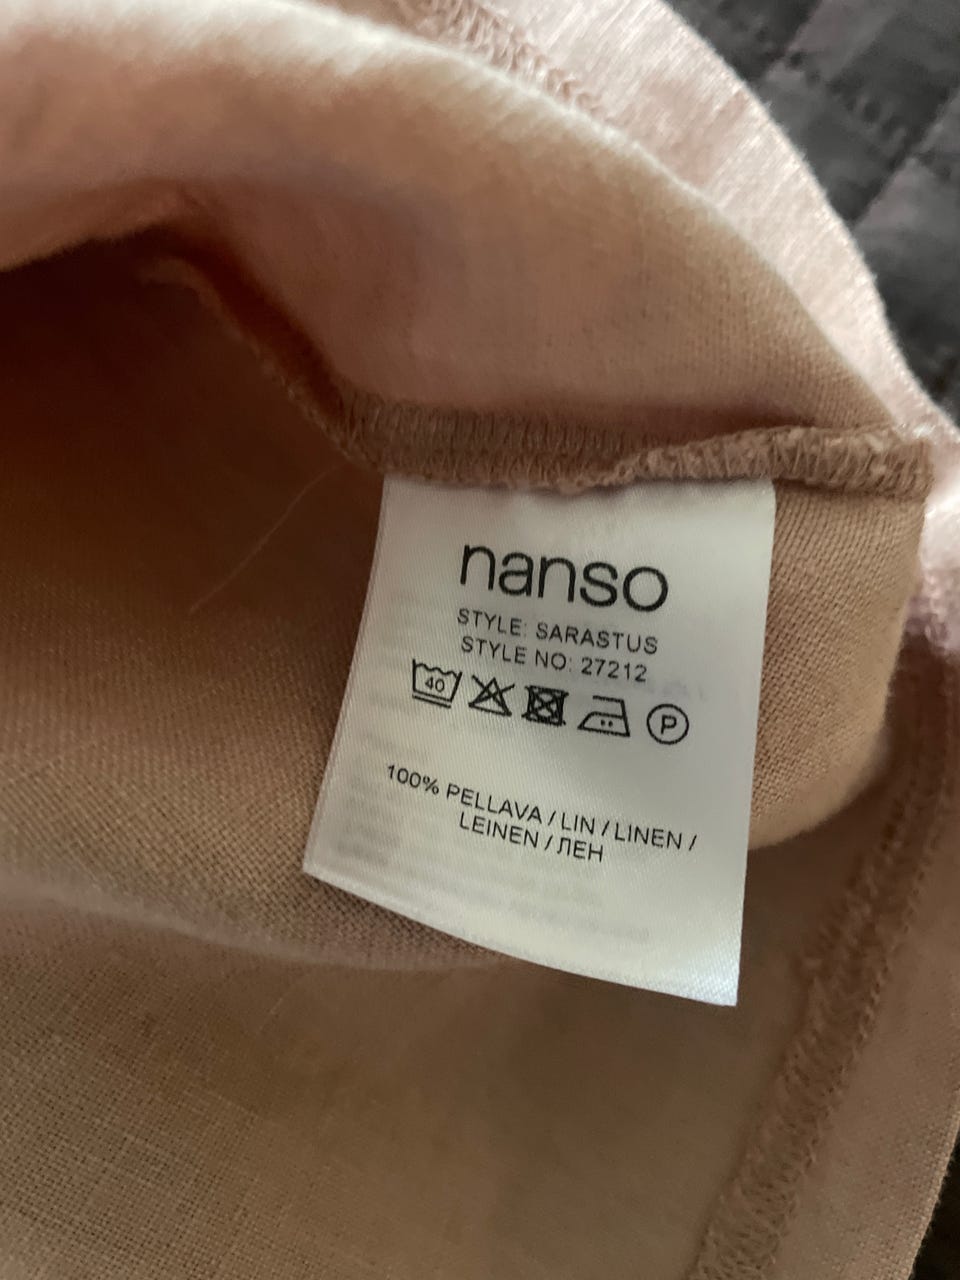 nanso
STYLE: SARASTUS
STYLE NO: 27212
40
P
100% PELLAVA / LIN / LINEN /
LEINEN / ЛЕН